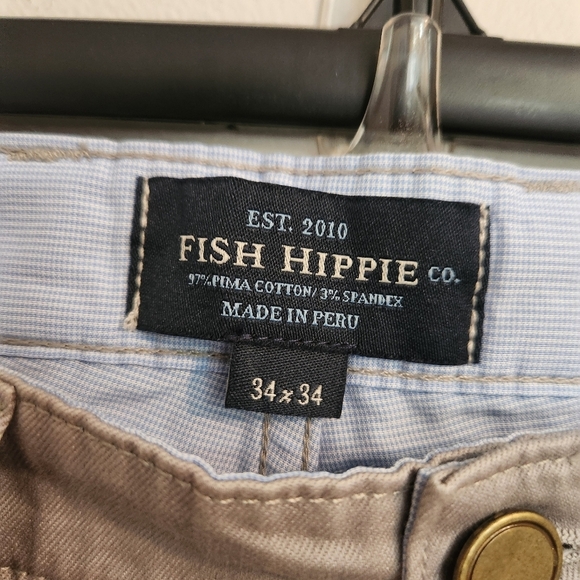 EST. 2010
FISH HIPPIE CO.
97% PIMA COTTON/ 3% SPANDEX
MADE IN PERU
34x34